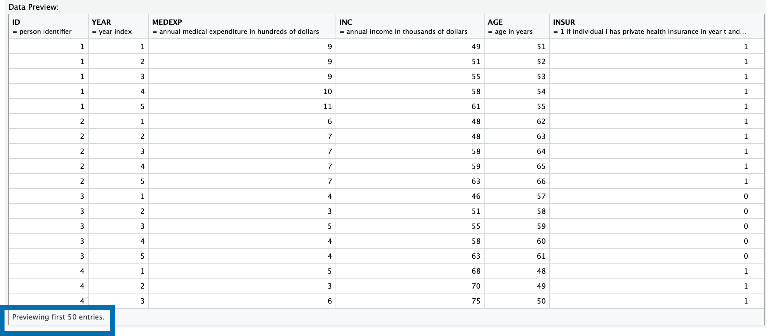 Data Preview:
ID YEAR MEDEXP INC AGE INSUR
= person identifier = year index = annual medical expenditure in hundreds of dollars = annual income in thousands of dollars = age in years = 1 if individual i has private health insurance in year t and...
1 1 9 49 51 1
1 2 9 51 52 1
1 3 9 55 53 1
1 4 10 58 54 1
1 5 11 61 55 1
2 1 6 48 62 1
2 2 7 48 63 1
2 3 7 58 64 1
2 4 7 59 65 1
2 5 7 63 66 1
3 1 4 46 57 0
3 2 3 51 58 0
3 3 5 55 59 0
3 4 4 58 60 0
3 5 4 63 61 0
4 1 5 68 48 1
4 2 3 70 49 1
4 3 6 75 50 1
Previewing first 50 entries.